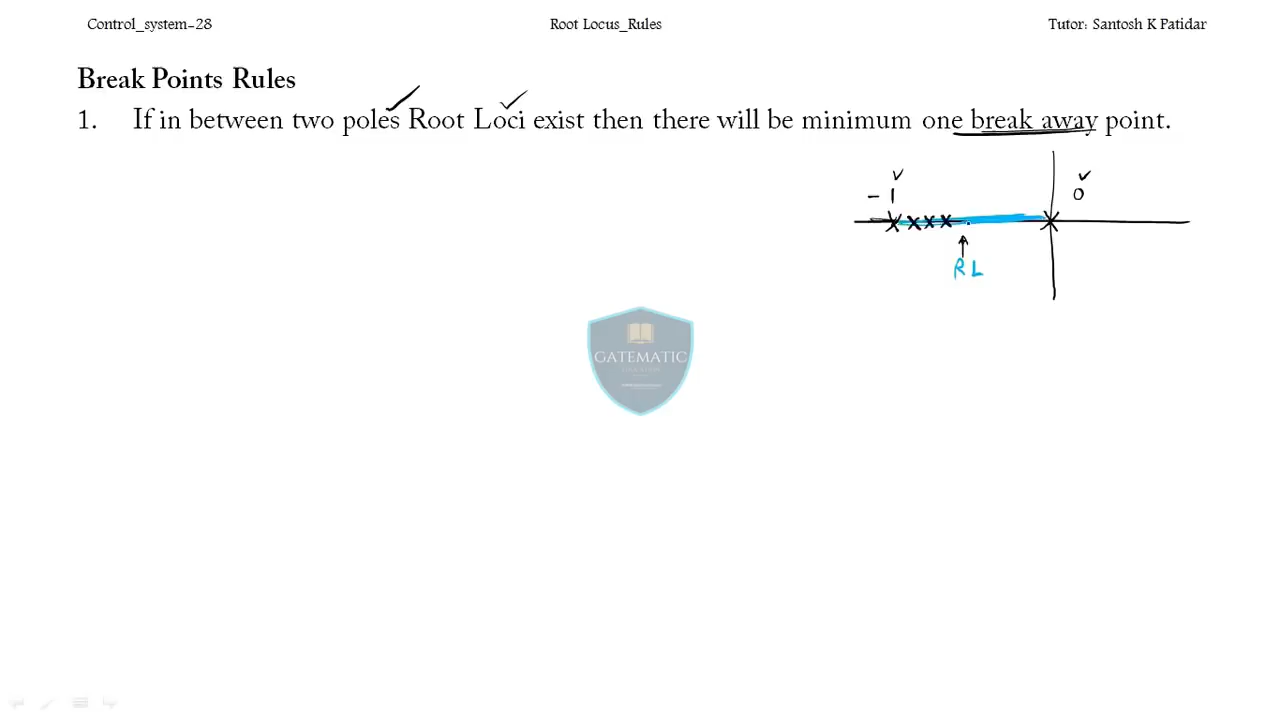 Control_system-28 Root Locus_Rules Tutor: Santosh K Patidar
Break Points Rules
1. If in between two poles Root Loci exist then there will be minimum one break away point.
-1 0
RL
GATEMATIC